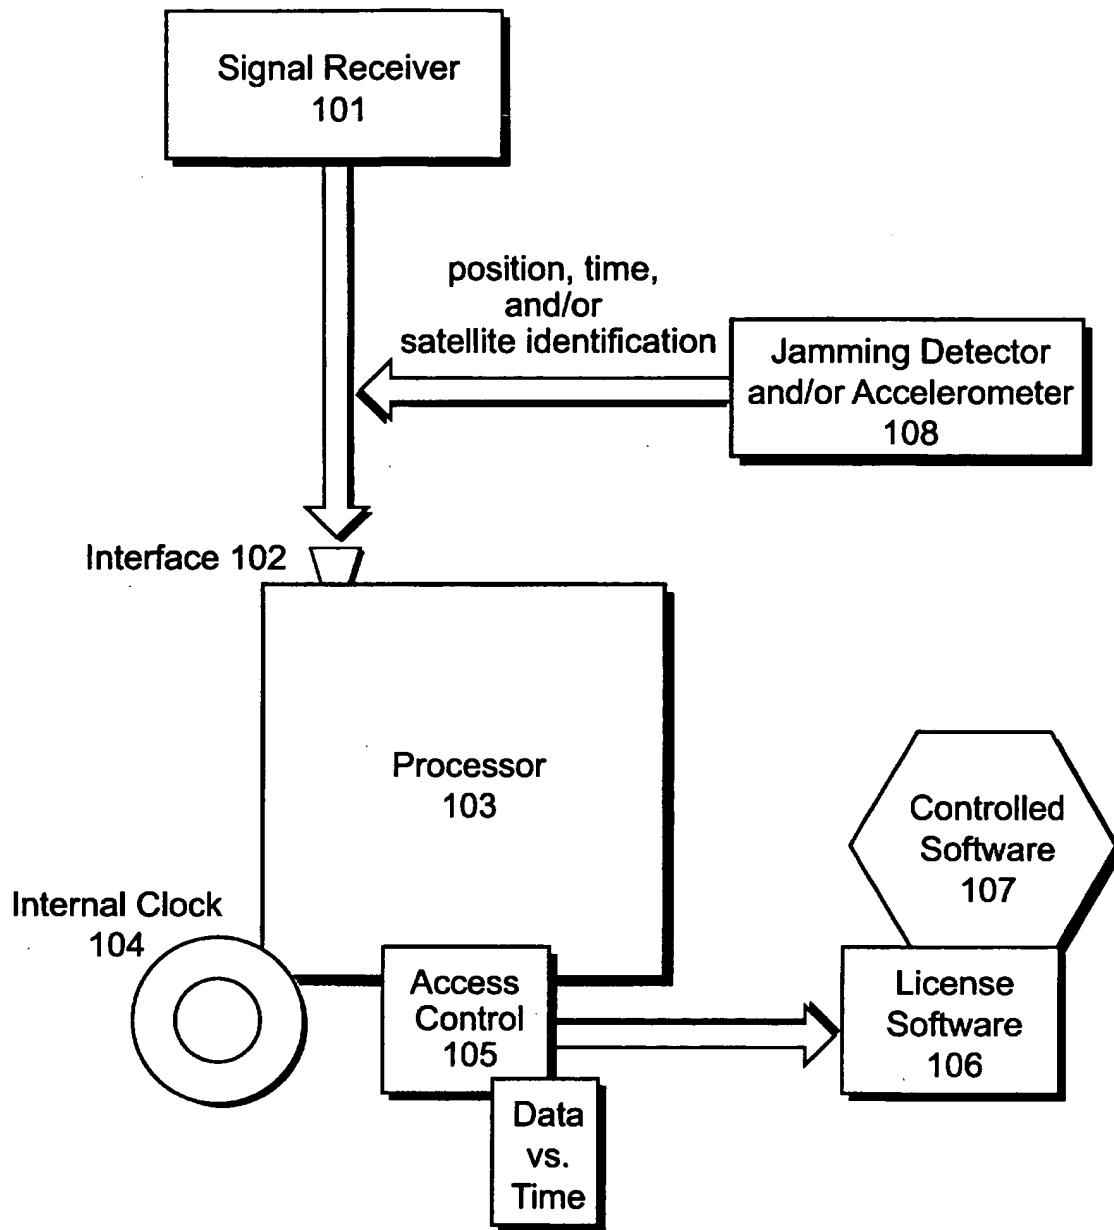 Signal Receiver
101
position, time,
and/or
satellite identification
Jamming Detector
and/or Accelerometer
108
Interface 102
Processor
103
Controlled
Software
107
Internal Clock
104
Access
Control
105
License
Software
106
Data
vs.
Time